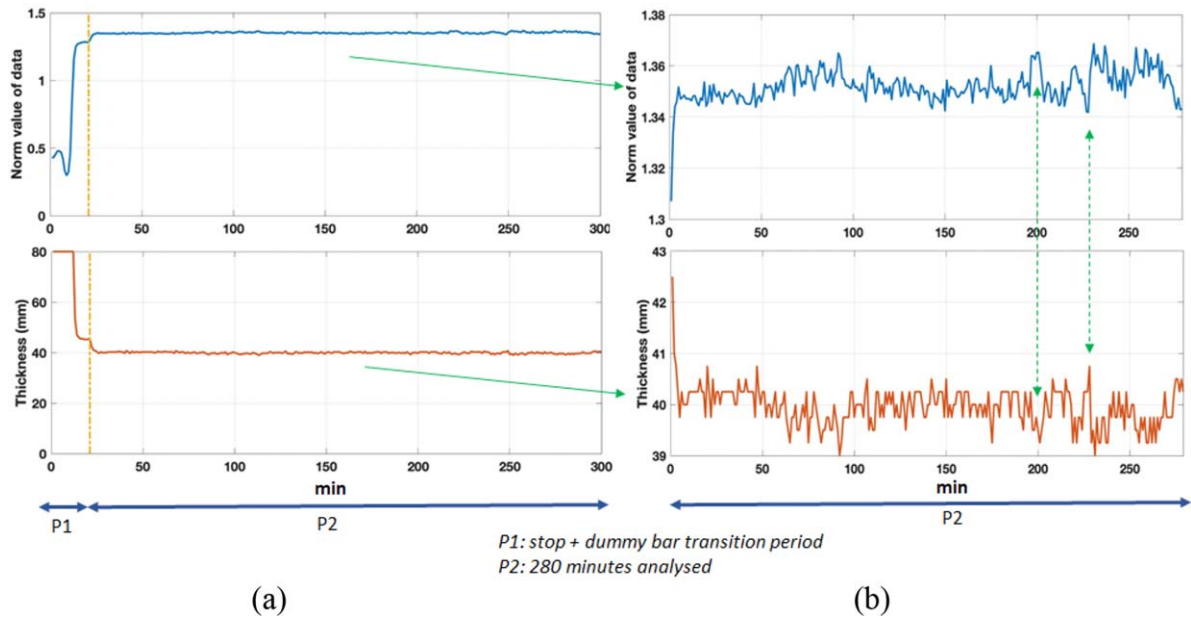 1.5
1
0.5
0
Norm value of data
0 50 100 150 200 250 300
80
60
40
20
0
Thickness (mm)
0 50 100 150 200 250 300
min
P1 P2
1.38
1.36
1.34
1.32
1.3
Norm value of data
0 50 100 150 200 250
43
42
41
40
39
Thickness (mm)
0 50 100 150 200 250
min
P2
P1: stop + dummy bar transition period
P2: 280 minutes analysed
(a) (b)